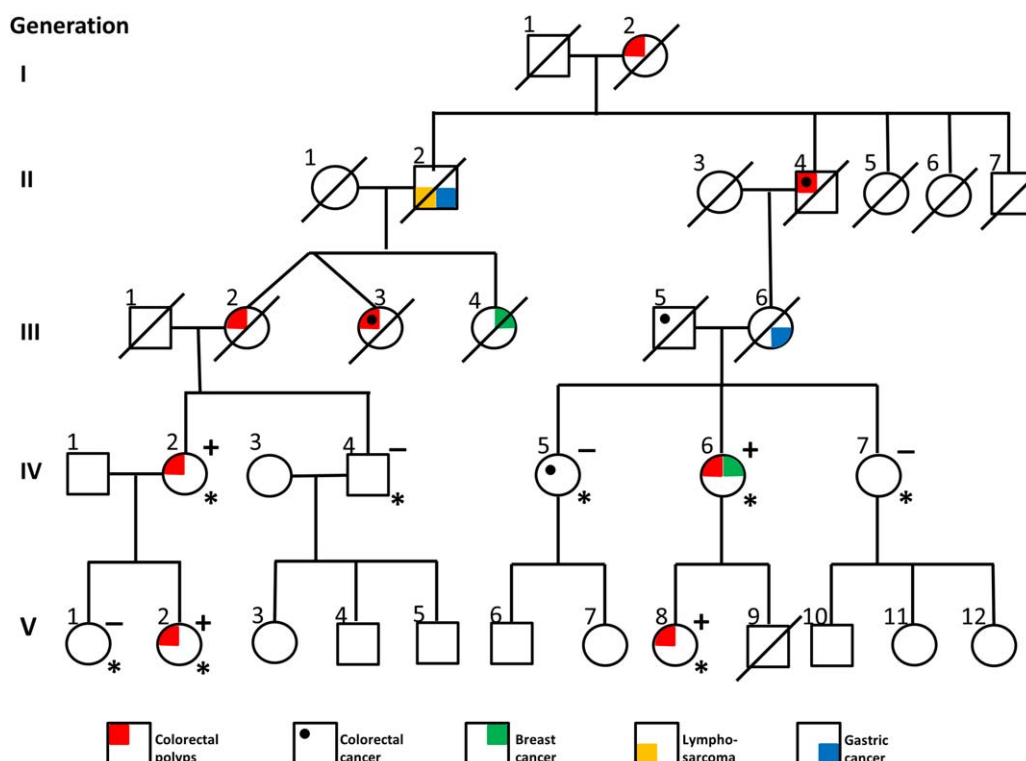 Generation
1 2
I
1 2 3 4 5 6 7
II
1 2 3 4 5 6
III
1 2 + 3 4 – 5 – 6 + 7 –
IV
* * * * *
1 – 2 + 3 4 5 6 7 8 + 9 10 11 12
V
* * *
Colorectal Colorectal Breast Lympho- Gastric
polyps cancer cancer sarcoma cancer